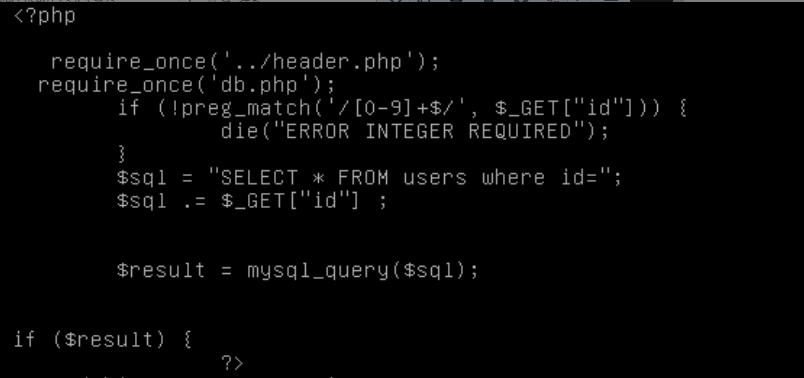 <?php
require_once('../header.php');
require_once('db.php');
if (!preg_match('/[0-9]+$/', $_GET["id"])) {
die("ERROR INTEGER REQUIRED");
}
$sql = "SELECT * FROM users where id=";
$sql .= $_GET["id"] ;
$result = mysql_query($sql);
if ($result) {
?>